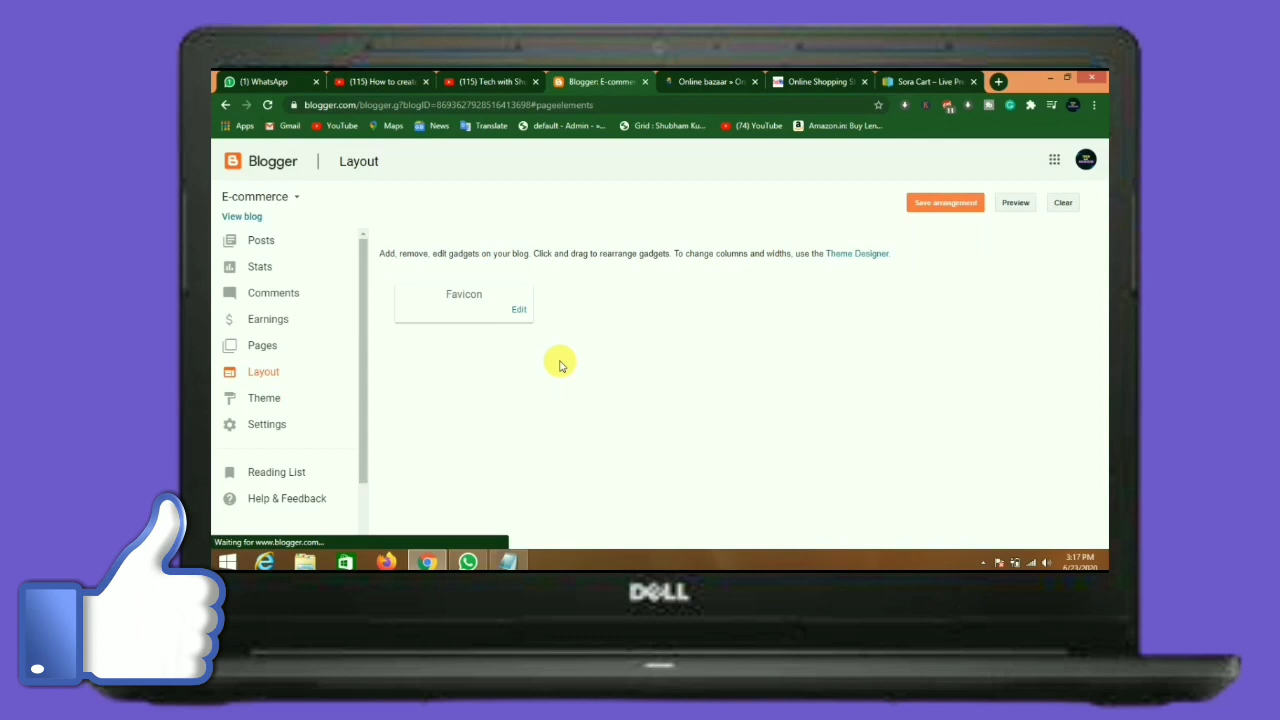 (1) WhatsApp
(115) How to create
(115) Tech with Sh
Blogger: E-comme
Online bazaar » On
Online Shopping S
Sora Cart – Live Pr
blogger.com/blogger.g?blogID=8693627928516413698#pageelements
Apps
Gmail
YouTube
Maps
News
Translate
default - Admin - »...
Grid : Shubham Ku...
(74) YouTube
Amazon.in: Buy Len...
Blogger | Layout
E-commerce
View blog
Save arrangement
Preview
Clear
Posts
Stats
Comments
Earnings
Pages
Layout
Theme
Settings
Reading List
Help & Feedback
Add, remove, edit gadgets on your blog. Click and drag to rearrange gadgets. To change columns and widths, use the Theme Designer.
Favicon
Edit
Waiting for www.blogger.com...
3:17 PM
6/23/2020
DELL